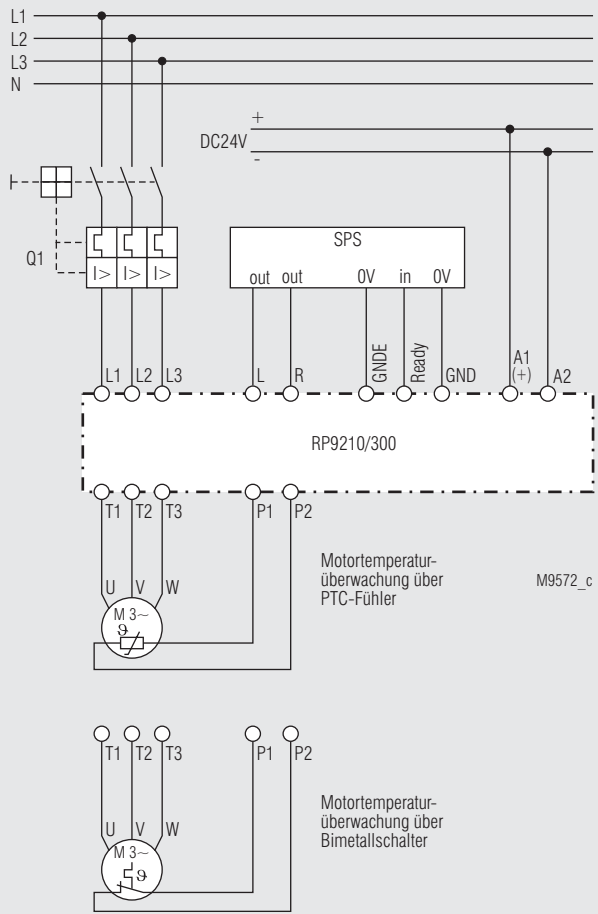 L1
L2
L3
N
+
DC24V
-
Q1
I> I> I>
SPS
out out 0V in 0V
L1 L2 L3 L R GNDE Ready GND A1 (+) A2
RP9210/300
T1 T2 T3 P1 P2
U V W
M 3~
ϑ
Motortemperatur-
überwachung über
PTC-Fühler
M9572_c
T1 T2 T3 P1 P2
U V W
M 3~
ϑ
Motortemperatur-
überwachung über
Bimetallschalter